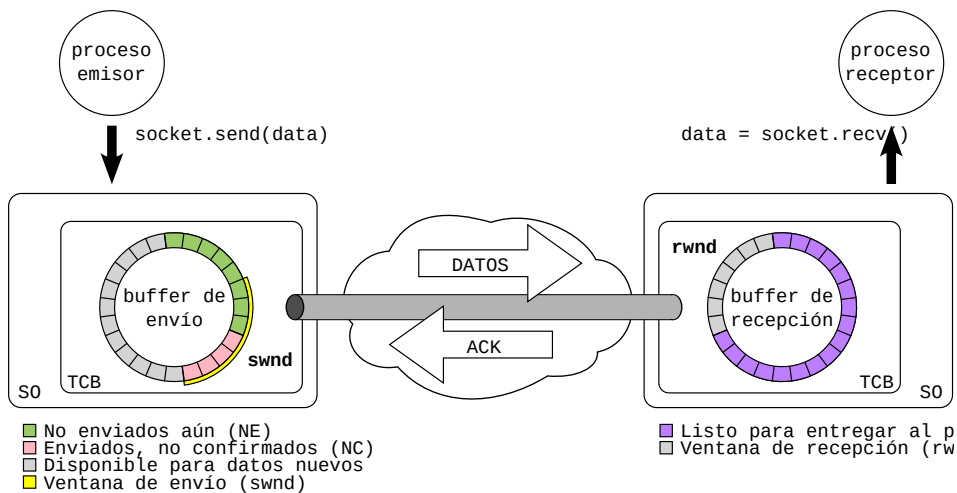 proceso
emisor
proceso
receptor
socket.send(data)
data = socket.recv()
rwnd
DATOS
buffer de
envío
buffer de
recepción
ACK
swnd
TCB
TCB
SO
SO
No enviados aún (NE)
Enviados, no confirmados (NC)
Disponible para datos nuevos
Ventana de envío (swnd)
Listo para entregar al p
Ventana de recepción (rw